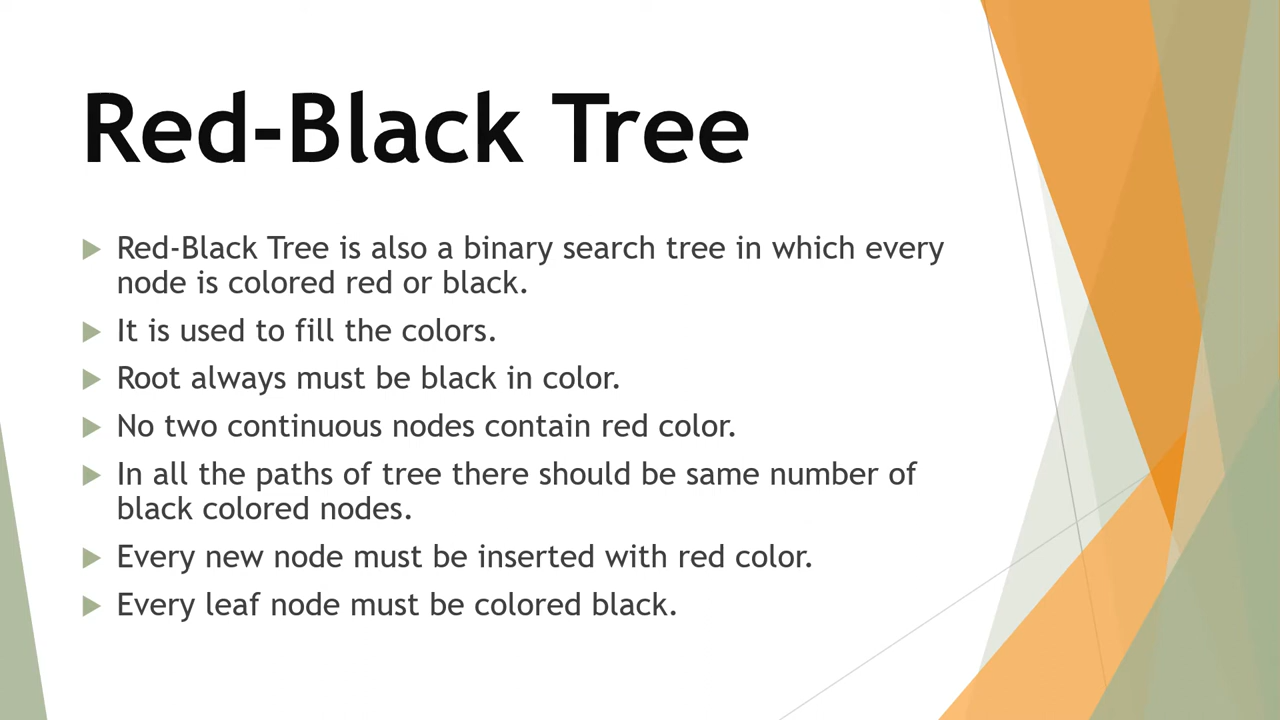 Red-Black Tree
Red-Black Tree is also a binary search tree in which every
node is colored red or black.
It is used to fill the colors.
Root always must be black in color.
No two continuous nodes contain red color.
In all the paths of tree there should be same number of
black colored nodes.
Every new node must be inserted with red color.
Every leaf node must be colored black.